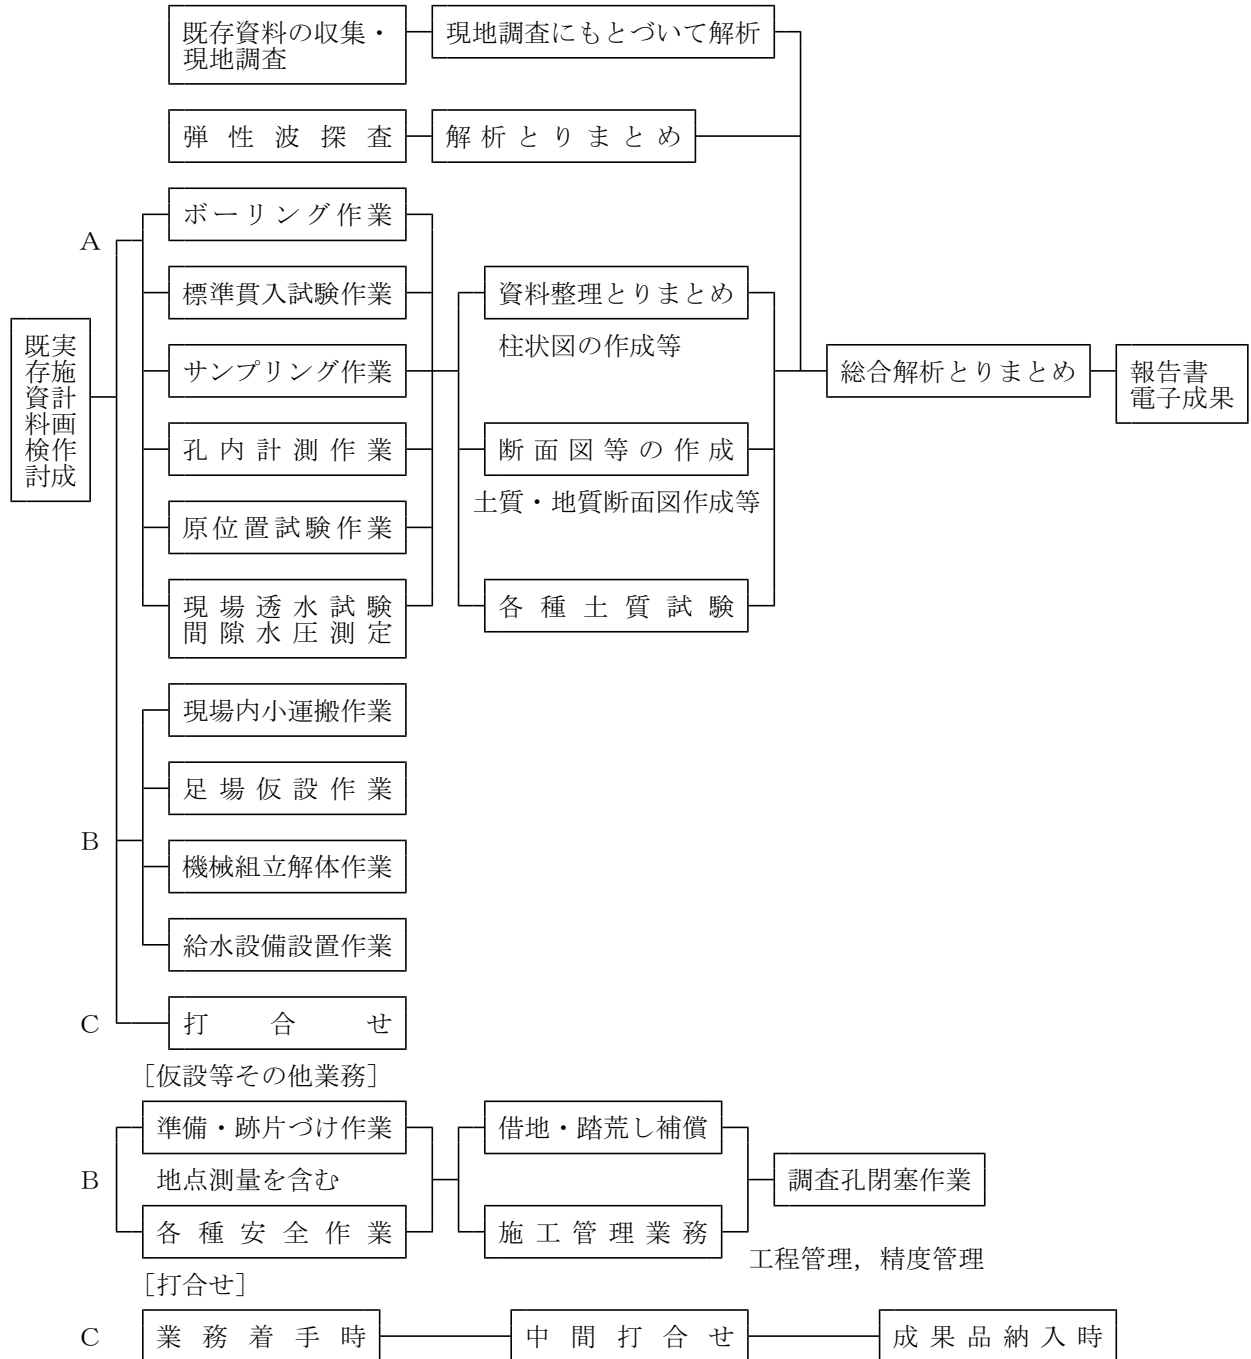 既存資料の収集・
現地調査
現地調査にもとづいて解析
弾性波探査
解析とりまとめ
A
ボーリング作業
標準貫入試験作業
サンプリング作業
孔内計測作業
原位置試験作業
現場透水試験
間隙水圧測定
資料整理とりまとめ
柱状図の作成等
断面図等の作成
土質・地質断面図作成等
各種土質試験
総合解析とりまとめ
報告書
電子成果
実施計画作成
既存資料検討
B
現場内小運搬作業
足場仮設作業
機械組立解体作業
給水設備設置作業
C
打合せ
[仮設等その他業務]
B
準備・跡片づけ作業
地点測量を含む
各種安全作業
借地・踏荒し補償
施工管理業務
工程管理，精度管理
調査孔閉塞作業
[打合せ]
C
業務着手時
中間打合せ
成果品納入時